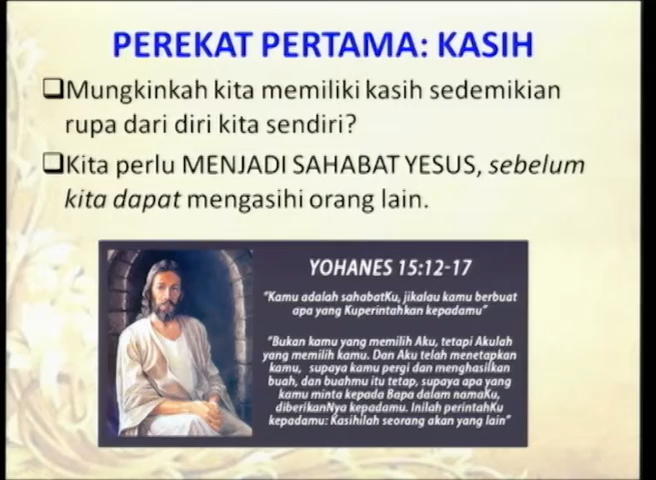 PEREKAT PERTAMA: KASIH
❑Mungkinkah kita memiliki kasih sedemikian
rupa dari diri kita sendiri?
❑Kita perlu MENJADI SAHABAT YESUS, sebelum
kita dapat mengasihi orang lain.
YOHANES 15:12-17
"Kamu adalah sahabatKu, jikalau kamu berbuat
apa yang Kuperintahkan kepadamu"
"Bukan kamu yang memilih Aku, tetapi Akulah
yang memilih kamu. Dan Aku telah menetapkan
kamu, supaya kamu pergi dan menghasilkan
buah, dan buahmu itu tetap, supaya apa yang
kamu minta kepada Bapa dalam namaKu,
diberikanNya kepadamu. Inilah perintahKu
kepadamu: Kasihilah seorang akan yang lain"